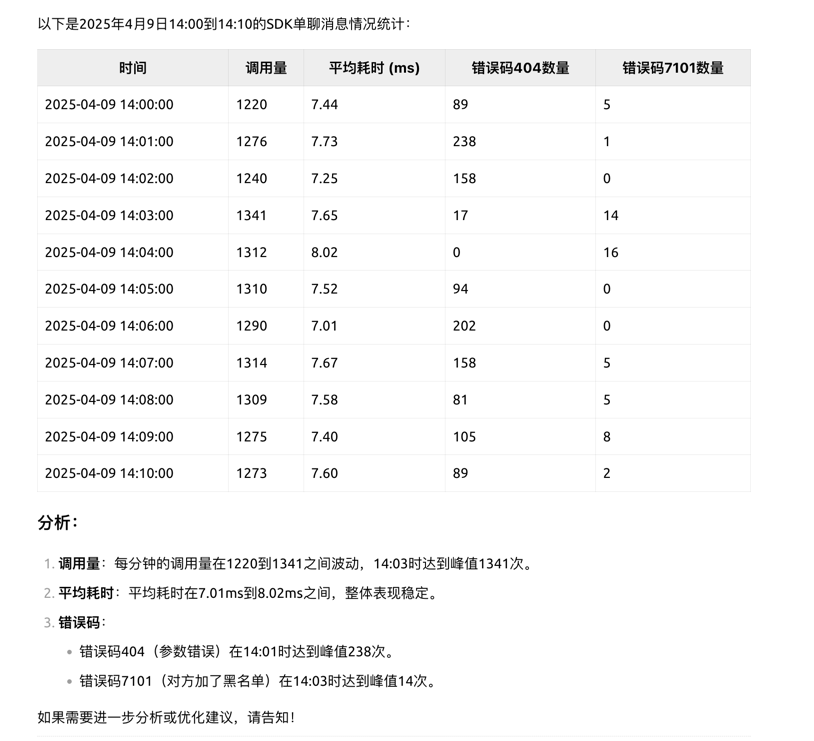 以下是2025年4月9日14:00到14:10的SDK单聊消息情况统计：
时间 调用量 平均耗时 (ms) 错误码404数量 错误码7101数量
2025-04-09 14:00:00 1220 7.44 89 5
2025-04-09 14:01:00 1276 7.73 238 1
2025-04-09 14:02:00 1240 7.25 158 0
2025-04-09 14:03:00 1341 7.65 17 14
2025-04-09 14:04:00 1312 8.02 0 16
2025-04-09 14:05:00 1310 7.52 94 0
2025-04-09 14:06:00 1290 7.01 202 0
2025-04-09 14:07:00 1314 7.67 158 5
2025-04-09 14:08:00 1309 7.58 81 5
2025-04-09 14:09:00 1275 7.40 105 8
2025-04-09 14:10:00 1273 7.60 89 2
分析：
1. 调用量：每分钟的调用量在1220到1341之间波动，14:03时达到峰值1341次。
2. 平均耗时：平均耗时在7.01ms到8.02ms之间，整体表现稳定。
3. 错误码：
• 错误码404（参数错误）在14:01时达到峰值238次。
• 错误码7101（对方加了黑名单）在14:03时达到峰值14次。
如果需要进一步分析或优化建议，请告知！